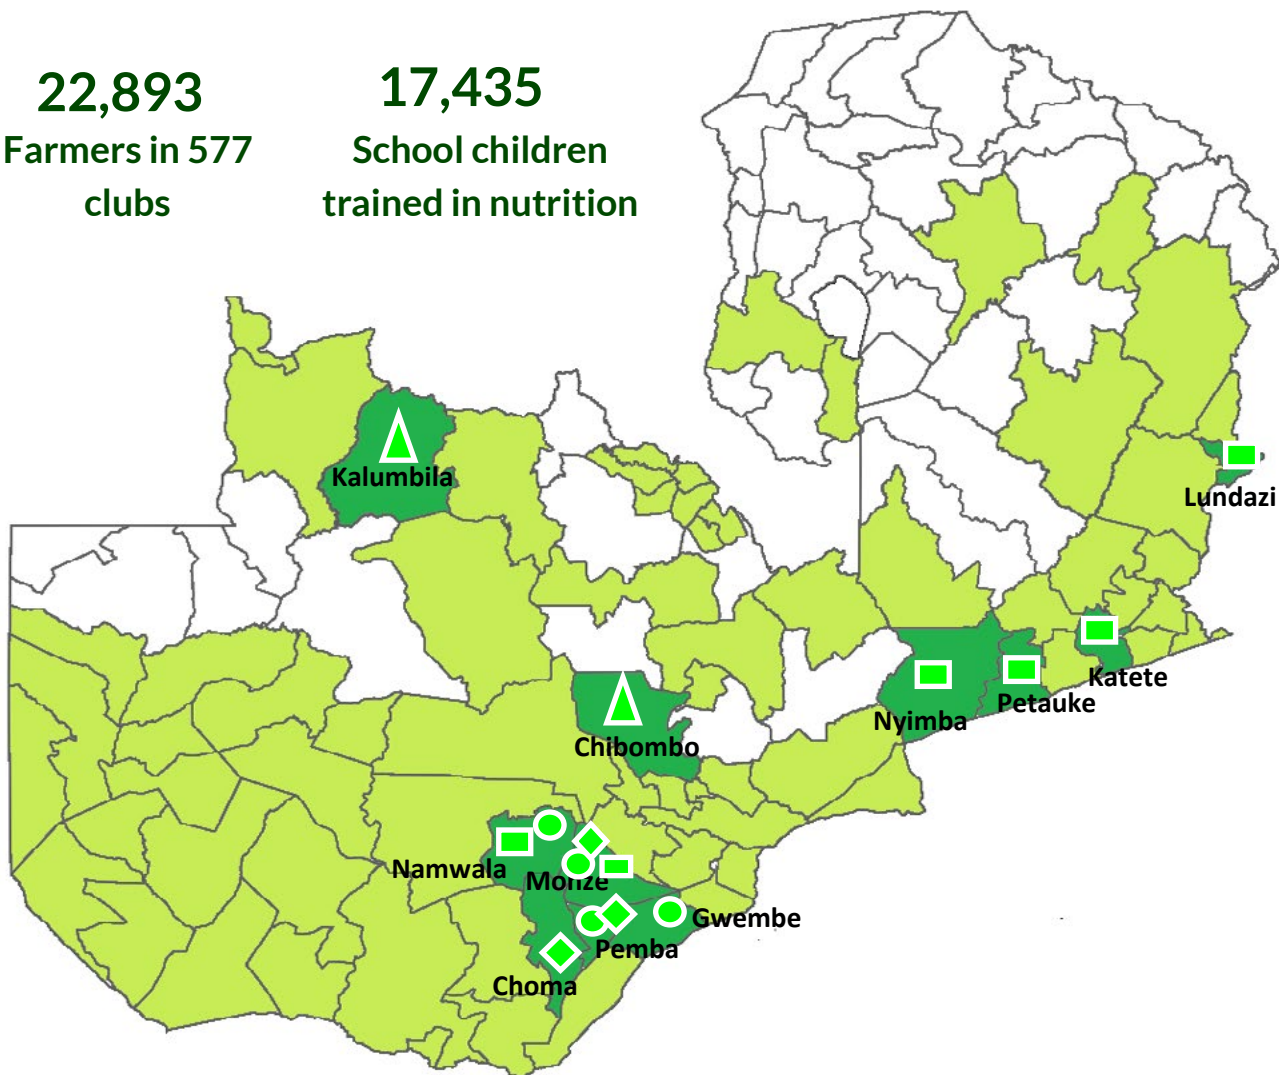 22,893
Farmers in 577
clubs
17,435
School children
trained in nutrition
Kalumbila
Lundazi
Katete
Petauke
Nyimba
Chibombo
Namwala
Monze
Gwembe
Pemba
Choma